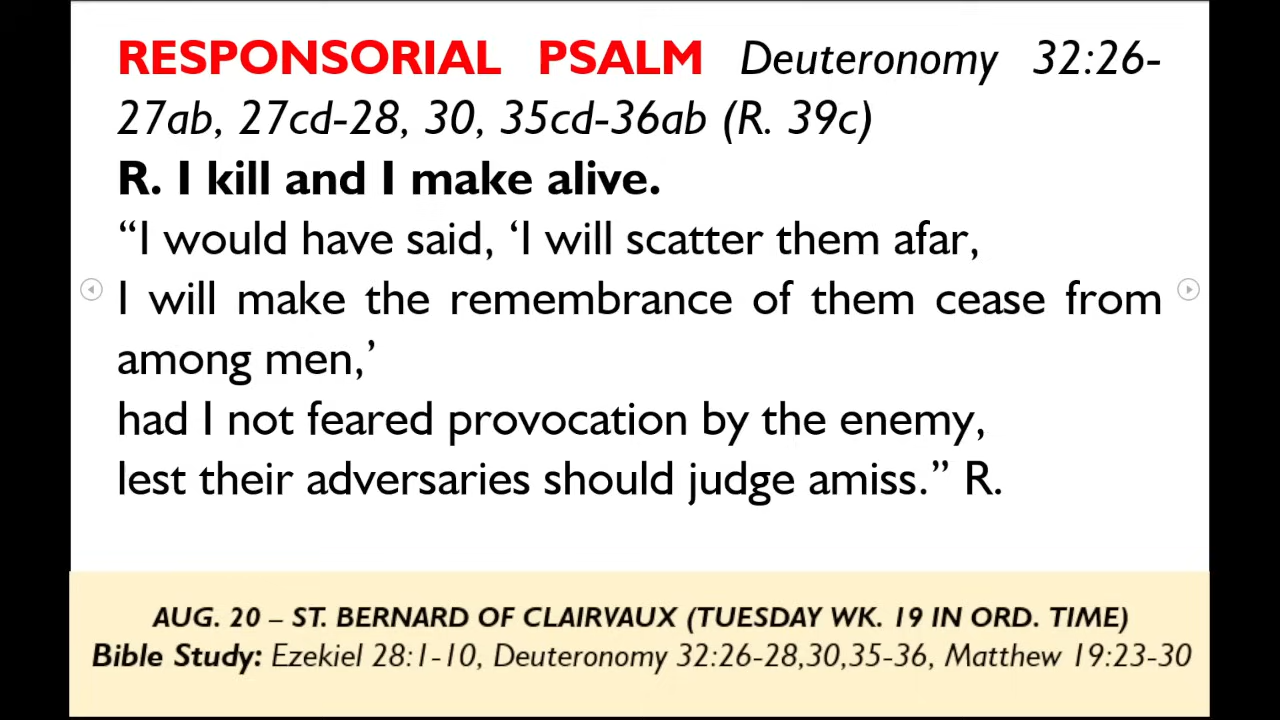 RESPONSORIAL PSALM Deuteronomy 32:26-
27ab, 27cd-28, 30, 35cd-36ab (R. 39c)
R. I kill and I make alive.
“I would have said, ‘I will scatter them afar,
I will make the remembrance of them cease from
among men,’
had I not feared provocation by the enemy,
lest their adversaries should judge amiss.” R.
AUG. 20 – ST. BERNARD OF CLAIRVAUX (TUESDAY WK. 19 IN ORD. TIME)
Bible Study: Ezekiel 28:1-10, Deuteronomy 32:26-28,30,35-36, Matthew 19:23-30